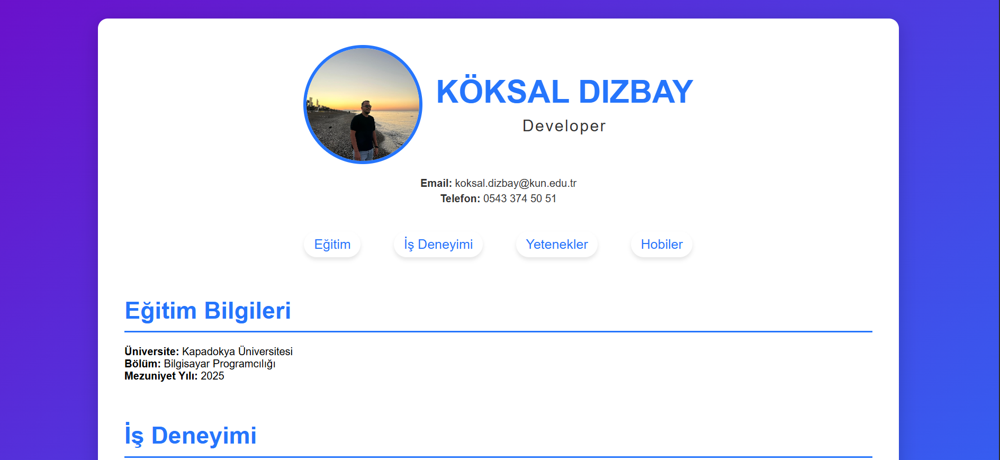 KÖKSAL DIZBAY
Developer
Email: koksal.dizbay@kun.edu.tr
Telefon: 0543 374 50 51
Eğitim
İş Deneyimi
Yetenekler
Hobiler
Eğitim Bilgileri
Üniversite: Kapadokya Üniversitesi
Bölüm: Bilgisayar Programcılığı
Mezuniyet Yılı: 2025
İş Deneyimi